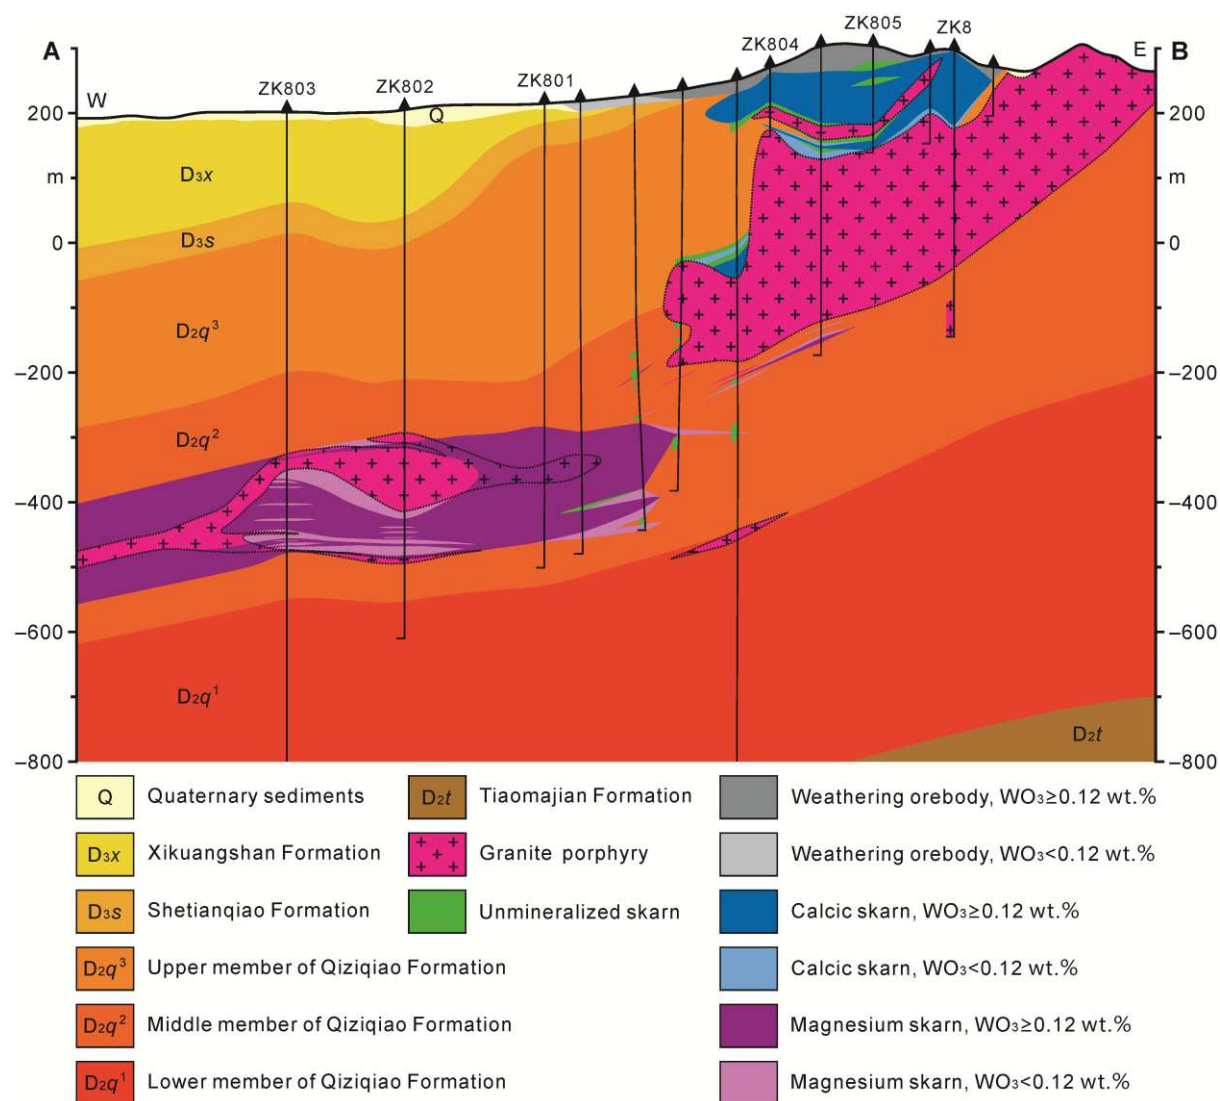 ZK805
A
ZK804
ZK8
E
B
W
ZK803
ZK802
ZK801
200
Q
200
D3x
m
m
D3s
0
0
D2q3
−200
−200
D2q2
−400
−400
−600
−600
D2q1
D2t
−800
−800
Q Quaternary sediments
D2t Tiaomajian Formation
Weathering orebody, WO3≥0.12 wt.%
D3x Xikuangshan Formation
Granite porphyry
Weathering orebody, WO3<0.12 wt.%
D3s Shetianqiao Formation
Unmineralized skarn
Calcic skarn, WO3≥0.12 wt.%
D2q3 Upper member of Qiziqiao Formation
Calcic skarn, WO3<0.12 wt.%
D2q2 Middle member of Qiziqiao Formation
Magnesium skarn, WO3≥0.12 wt.%
D2q1 Lower member of Qiziqiao Formation
Magnesium skarn, WO3<0.12 wt.%